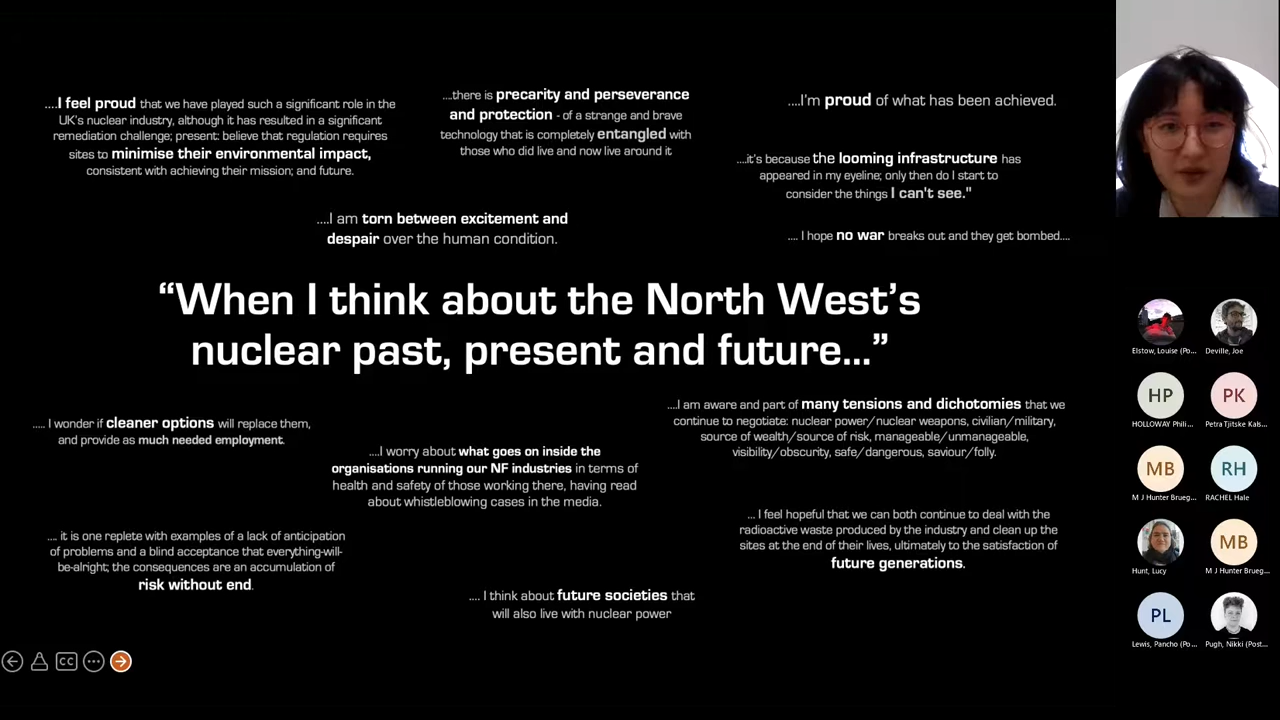 ....I feel proud that we have played such a significant role in the
UK's nuclear industry, although it has resulted in a significant
remediation challenge; present: believe that regulation requires
sites to minimise their environmental impact,
consistent with achieving their mission; and future.
....there is precarity and perseverance
and protection - of a strange and brave
technology that is completely entangled with
those who did live and now live around it
....I'm proud of what has been achieved.
....it's because the looming infrastructure has
appeared in my eyeline; only then do I start to
consider the things I can't see."
....I am torn between excitement and
despair over the human condition.
.... I hope no war breaks out and they get bombed....
“When I think about the North West’s
nuclear past, present and future...”
..... I wonder if cleaner options will replace them,
and provide as much needed employment.
....I worry about what goes on inside the
organisations running our NF industries in terms of
health and safety of those working there, having read
about whistleblowing cases in the media.
....I am aware and part of many tensions and dichotomies that we
continue to negotiate: nuclear power/nuclear weapons, civilian/military,
source of wealth/source of risk, manageable/unmanageable,
visibility/obscurity, safe/dangerous, saviour/folly.
.... it is one replete with examples of a lack of anticipation
of problems and a blind acceptance that everything-will-
be-alright; the consequences are an accumulation of
risk without end.
... I feel hopeful that we can both continue to deal with the
radioactive waste produced by the industry and clean up the
sites at the end of their lives, ultimately to the satisfaction of
future generations.
.... I think about future societies that
will also live with nuclear power
CC
Elstow, Louise (Po...
Deville, Joe
HP
HOLLOWAY Phili...
PK
Petra Tjitske Kals...
MB
M J Hunter Brueg...
RH
RACHEL Hale
Hunt, Lucy
MB
M J Hunter Brueg...
PL
Lewis, Pancho (Po...
Pugh, Nikki (Post...